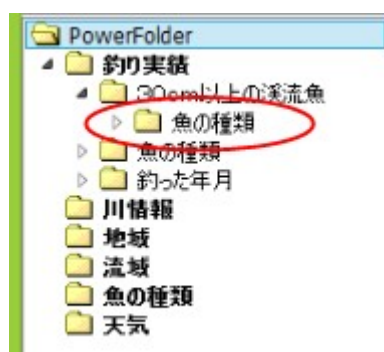 PowerFolder
釣り実績
30cm以上の渓流魚
魚の種類
魚の種類
釣った年月
川情報
地域
流域
魚の種類
天気